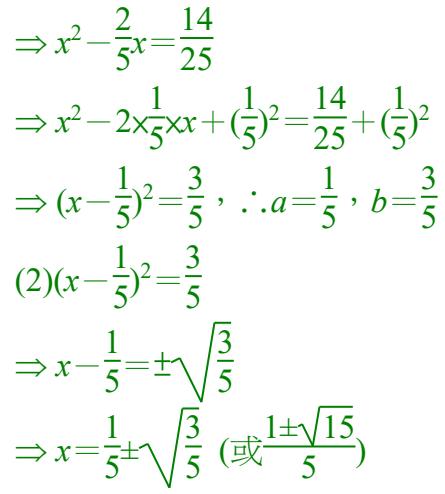 ⇒ x² − 2/5 x = 14/25
⇒ x² − 2 × 1/5 × x + (1/5)² = 14/25 + (1/5)²
⇒ (x − 1/5)² = 3/5，∴ a = 1/5，b = 3/5
(2)(x − 1/5)² = 3/5
⇒ x − 1/5 = ±√(3/5)
⇒ x = 1/5 ± √(3/5) (或 (1±√15)/5)